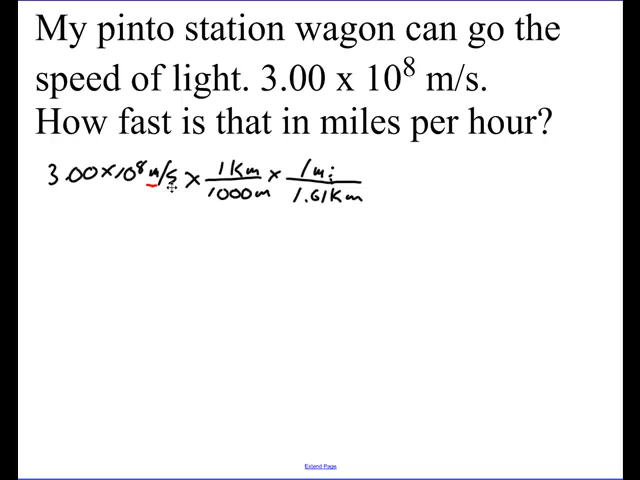 My pinto station wagon can go the
speed of light. 3.00 x 10⁸ m/s.
How fast is that in miles per hour?
3.00×10⁸ m/s × 1Km/1000m × 1mi/1.61Km
Extend Page